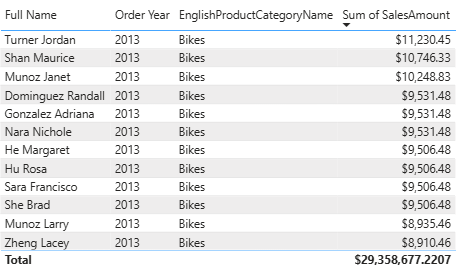 Full Name Order Year EnglishProductCategoryName Sum of SalesAmount
Turner Jordan 2013 Bikes $11,230.45
Shan Maurice 2013 Bikes $10,746.33
Munoz Janet 2013 Bikes $10,248.83
Dominguez Randall 2013 Bikes $9,531.48
Gonzalez Adriana 2013 Bikes $9,531.48
Nara Nichole 2013 Bikes $9,531.48
He Margaret 2013 Bikes $9,506.48
Hu Rosa 2013 Bikes $9,506.48
Sara Francisco 2013 Bikes $9,506.48
She Brad 2013 Bikes $9,506.48
Munoz Larry 2013 Bikes $8,935.46
Zheng Lacey 2013 Bikes $8,910.46
Total $29,358,677.2207